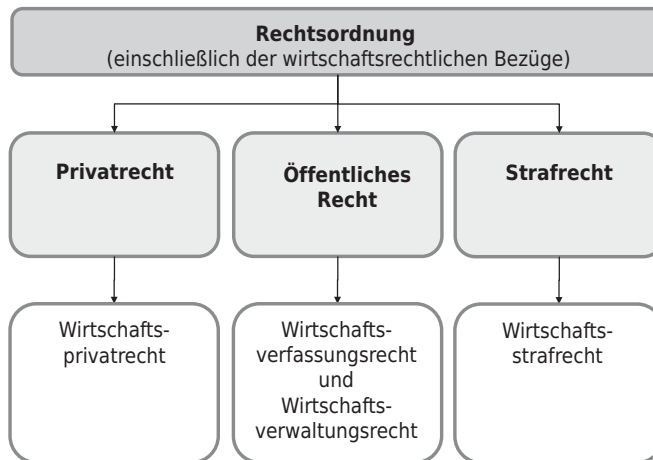 Rechtsordnung
(einschließlich der wirtschaftsrechtlichen Bezüge)
Privatrecht
Öffentliches
Recht
Strafrecht
Wirtschafts-
privatrecht
Wirtschafts-
verfassungsrecht
und
Wirtschafts-
verwaltungsrecht
Wirtschafts-
strafrecht